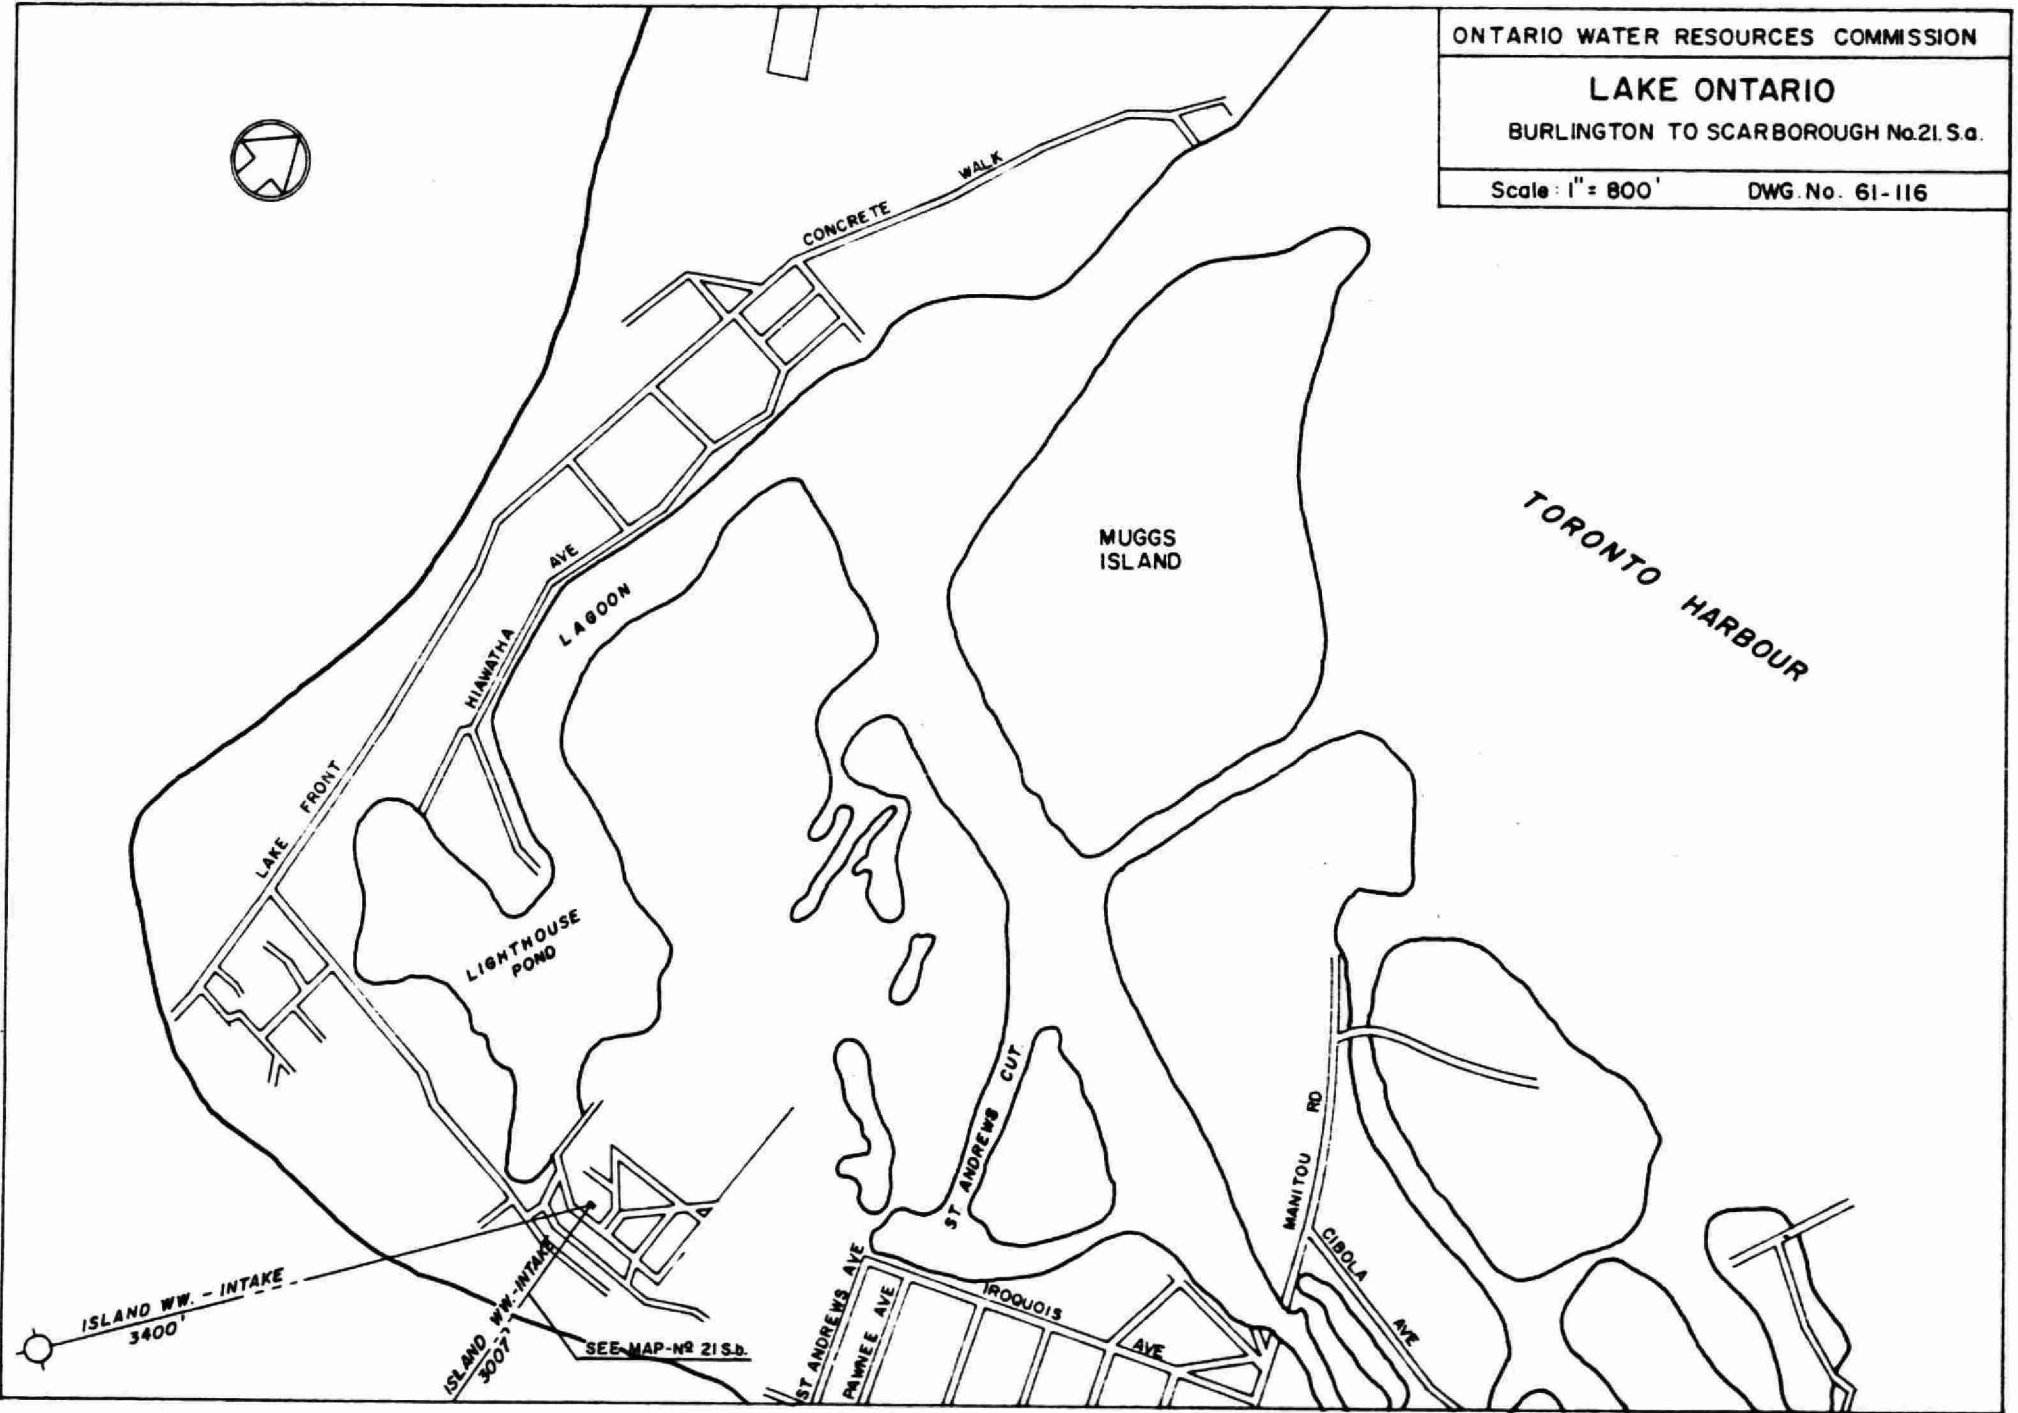 ONTARIO WATER RESOURCES COMMISSION
LAKE ONTARIO
BURLINGTON TO SCARBOROUGH No.21.S.a.
Scale: 1" = 800' DWG.No. 61-116
CONCRETE WALK
MUGGS
ISLAND
TORONTO HARBOUR
HIAWATHA AVE
LAGOON
LAKE FRONT
LIGHTHOUSE
POND
ST ANDREWS CUT
MANITOU RD
CIBOLA AVE
ISLAND WW. - INTAKE
3400'
ISLAND WW.-INTAKE
3007'
SEE MAP-Nº 21 S.b.
ST ANDREWS AVE
PAWNEE AVE
IROQUOIS AVE